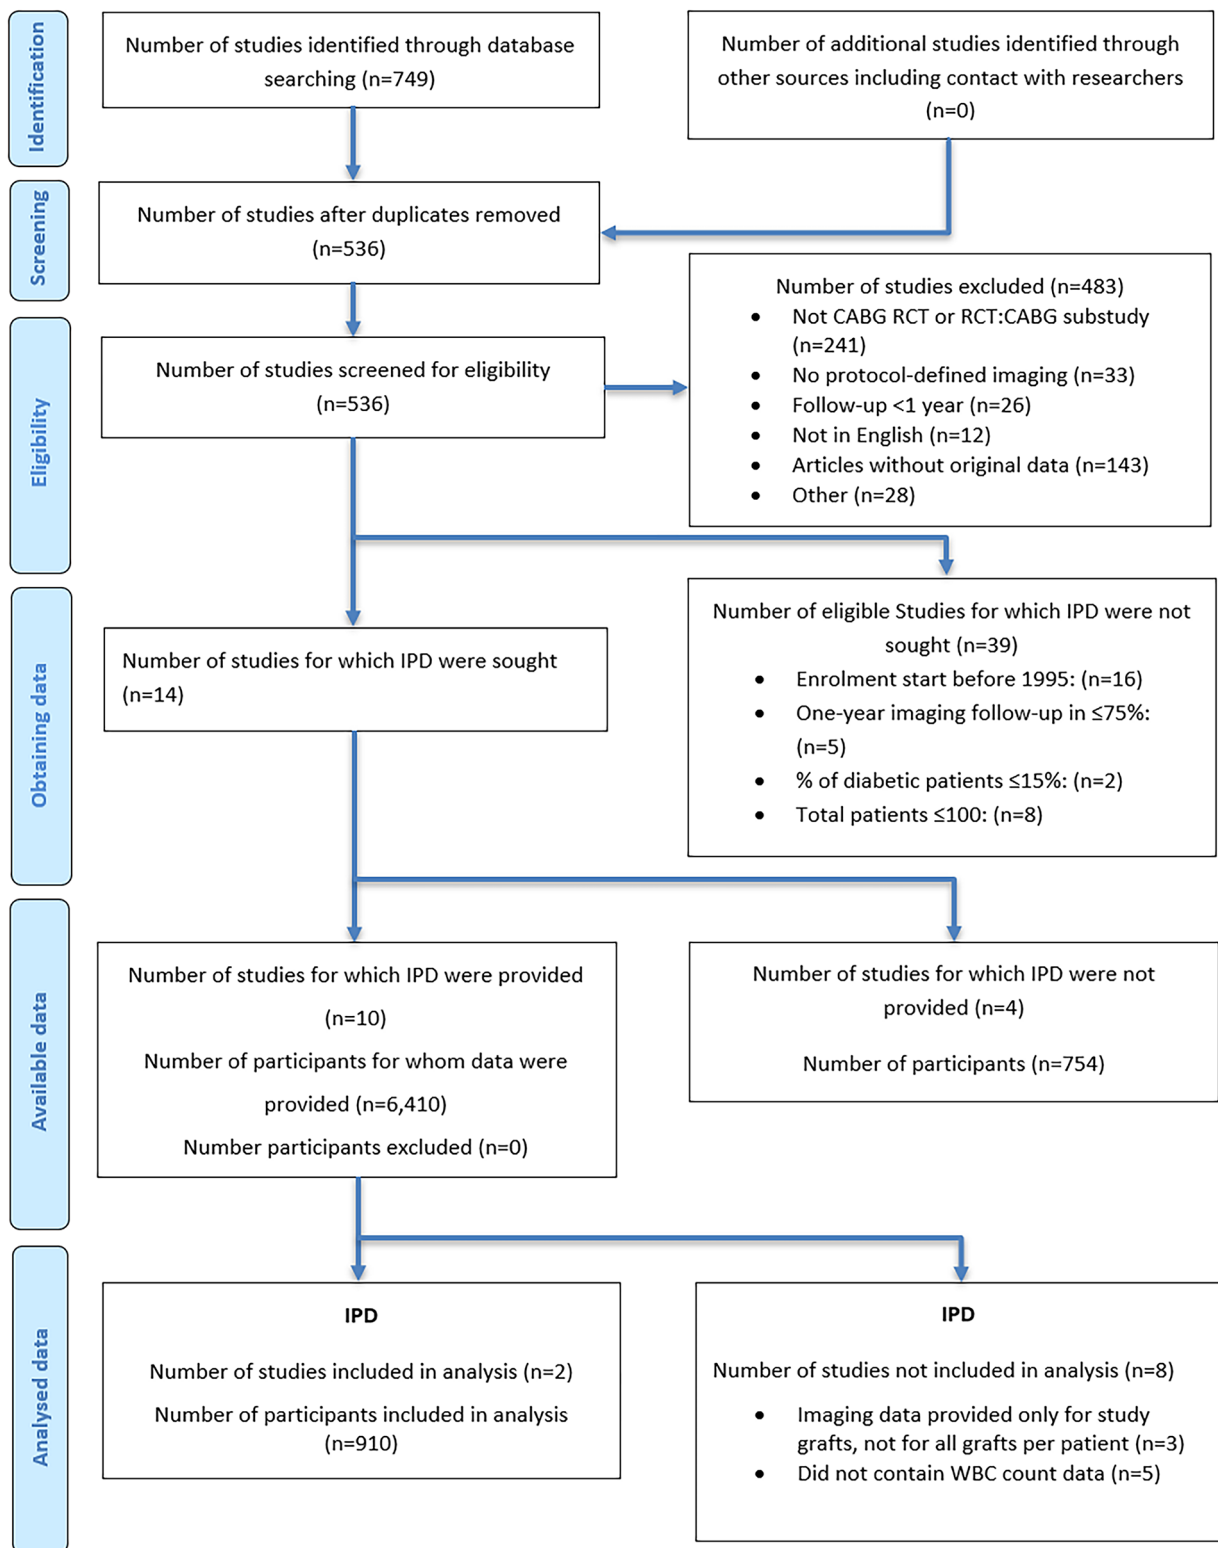 Identification
Number of studies identified through database
searching (n=749)
Number of additional studies identified through
other sources including contact with researchers
(n=0)
Screening
Number of studies after duplicates removed
(n=536)
Eligibility
Number of studies screened for eligibility
(n=536)
Number of studies excluded (n=483)
• Not CABG RCT or RCT:CABG substudy
(n=241)
• No protocol-defined imaging (n=33)
• Follow-up <1 year (n=26)
• Not in English (n=12)
• Articles without original data (n=143)
• Other (n=28)
Obtaining data
Number of studies for which IPD were sought
(n=14)
Number of eligible Studies for which IPD were not
sought (n=39)
• Enrolment start before 1995: (n=16)
• One-year imaging follow-up in ≤75%:
(n=5)
• % of diabetic patients ≤15%: (n=2)
• Total patients ≤100: (n=8)
Available data
Number of studies for which IPD were provided
(n=10)
Number of participants for whom data were
provided (n=6,410)
Number participants excluded (n=0)
Number of studies for which IPD were not
provided (n=4)
Number of participants (n=754)
Analysed data
IPD
Number of studies included in analysis (n=2)
Number of participants included in analysis
(n=910)
IPD
Number of studies not included in analysis (n=8)
• Imaging data provided only for study
grafts, not for all grafts per patient (n=3)
• Did not contain WBC count data (n=5)